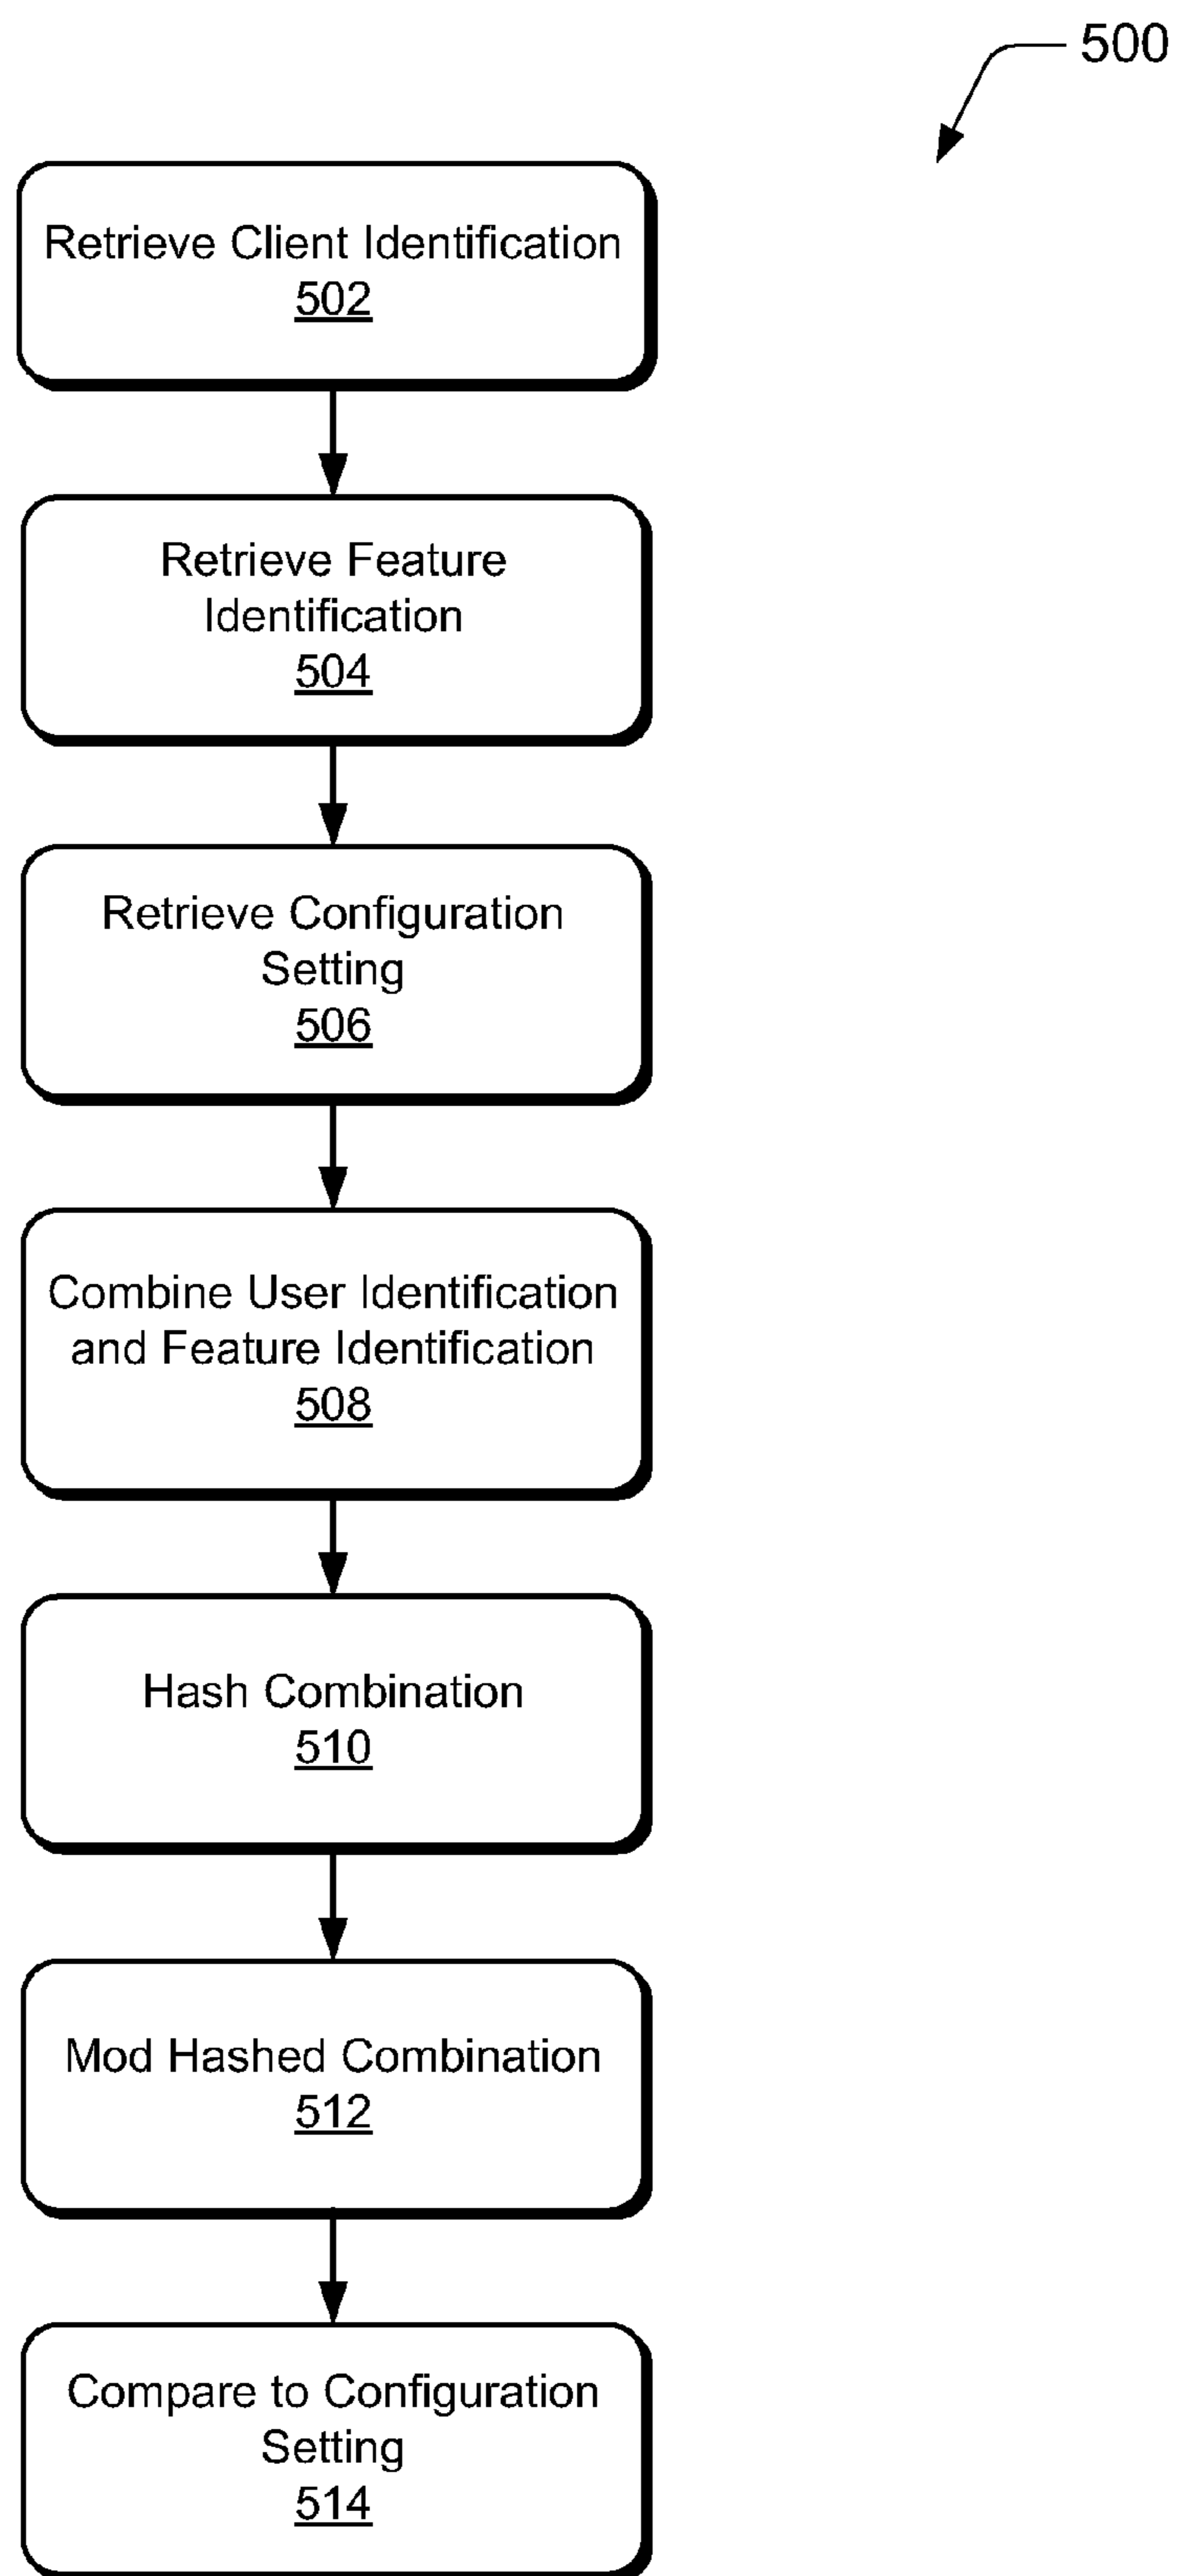 500
Retrieve Client Identification
502
Retrieve Feature
Identification
504
Retrieve Configuration
Setting
506
Combine User Identification
and Feature Identification
508
Hash Combination
510
Mod Hashed Combination
512
Compare to Configuration
Setting
514